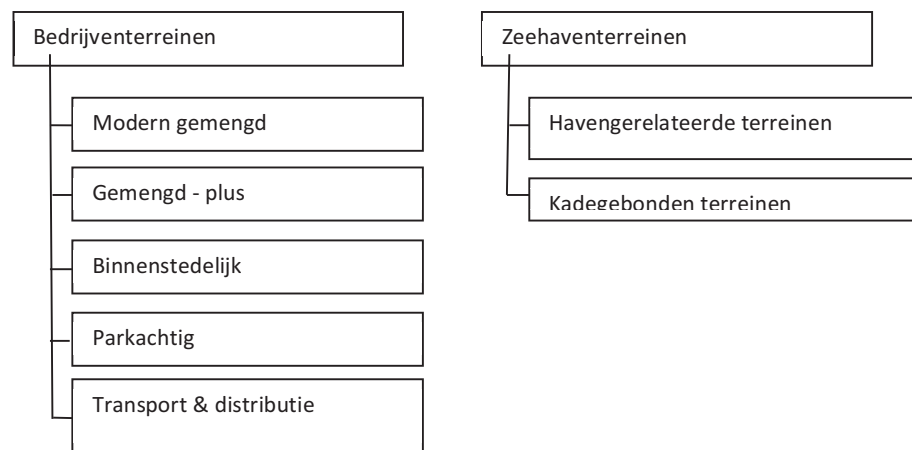 Bedrijventerreinen
Modern gemengd
Gemengd - plus
Binnenstedelijk
Parkachtig
Transport & distributie
Zeehaventerreinen
Havengerelateerde terreinen
Kadegebonden terreinen